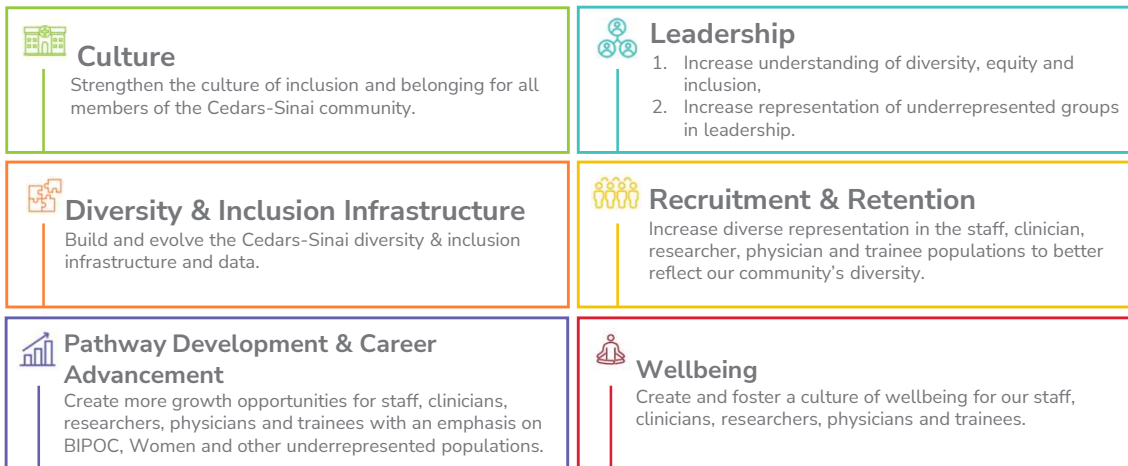 Culture
Strengthen the culture of inclusion and belonging for all
members of the Cedars-Sinai community.
Leadership
1. Increase understanding of diversity, equity and
inclusion,
2. Increase representation of underrepresented groups
in leadership.
Diversity & Inclusion Infrastructure
Build and evolve the Cedars-Sinai diversity & inclusion
infrastructure and data.
Recruitment & Retention
Increase diverse representation in the staff, clinician,
researcher, physician and trainee populations to better
reflect our community’s diversity.
Pathway Development & Career
Advancement
Create more growth opportunities for staff, clinicians,
researchers, physicians and trainees with an emphasis on
BIPOC, Women and other underrepresented populations.
Wellbeing
Create and foster a culture of wellbeing for our staff,
clinicians, researchers, physicians and trainees.